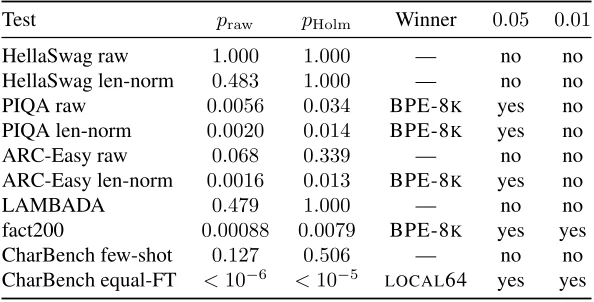 Test p_raw p_Holm Winner 0.05 0.01
HellaSwag raw 1.000 1.000 — no no
HellaSwag len-norm 0.483 1.000 — no no
PIQA raw 0.0056 0.034 BPE-8K yes no
PIQA len-norm 0.0020 0.014 BPE-8K yes no
ARC-Easy raw 0.068 0.339 — no no
ARC-Easy len-norm 0.0016 0.013 BPE-8K yes no
LAMBADA 0.479 1.000 — no no
fact200 0.00088 0.0079 BPE-8K yes yes
CharBench few-shot 0.127 0.506 — no no
CharBench equal-FT < 10^−6 < 10^−5 LOCAL64 yes yes